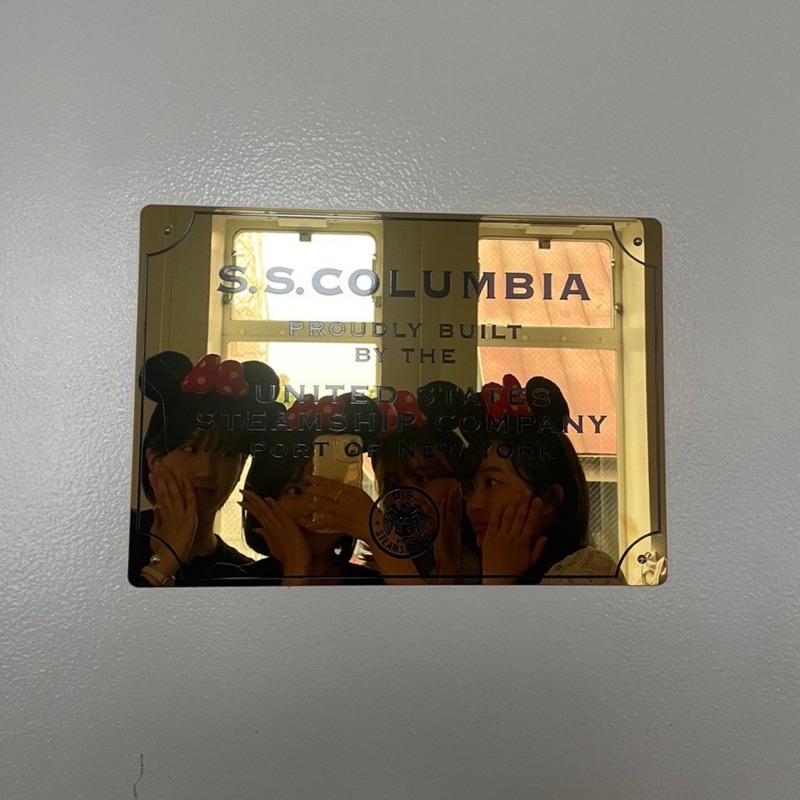 S.S.COLUMBIA
PROUDLY BUILT
BY THE
UNITED STATES
STEAMSHIP COMPANY
PORT OF NEW YORK
U.S.